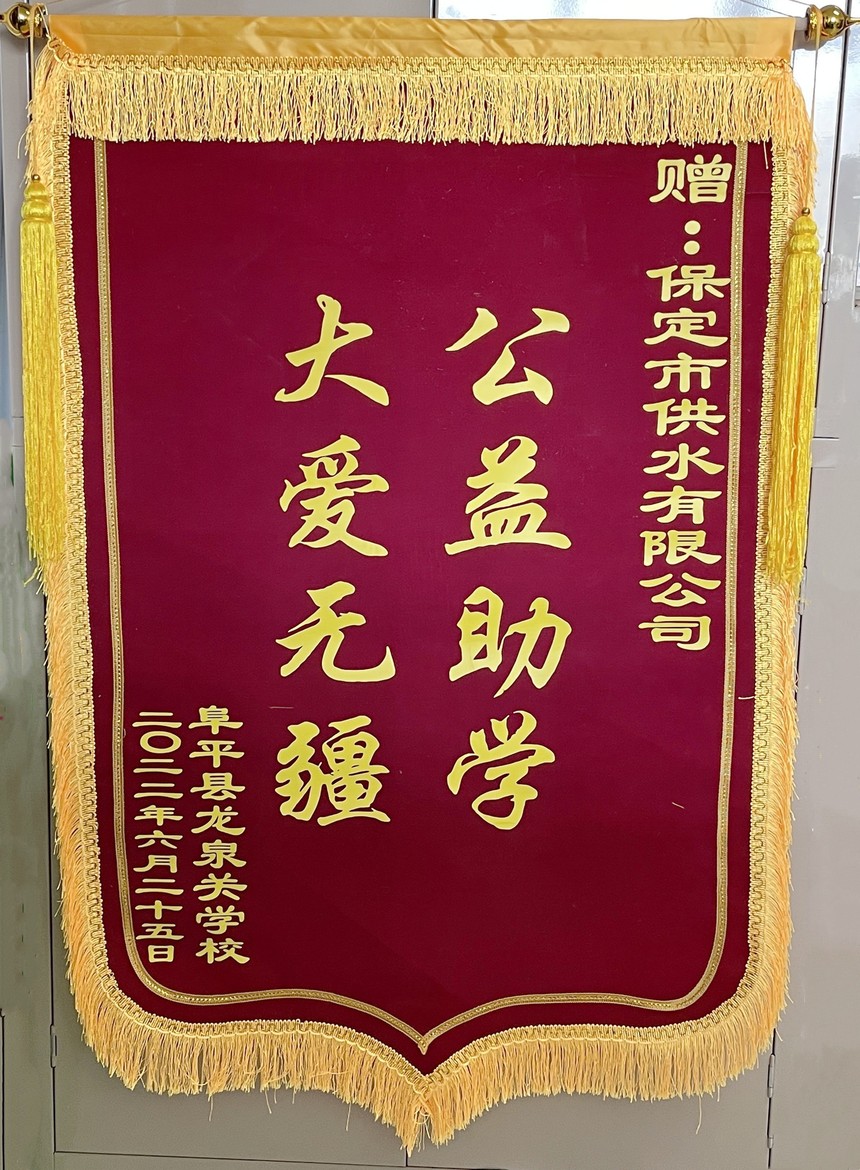 赠：保定市供水有限公司
公益助学
大爱无疆
阜平县龙泉关学校
二〇二二年六月二十五日